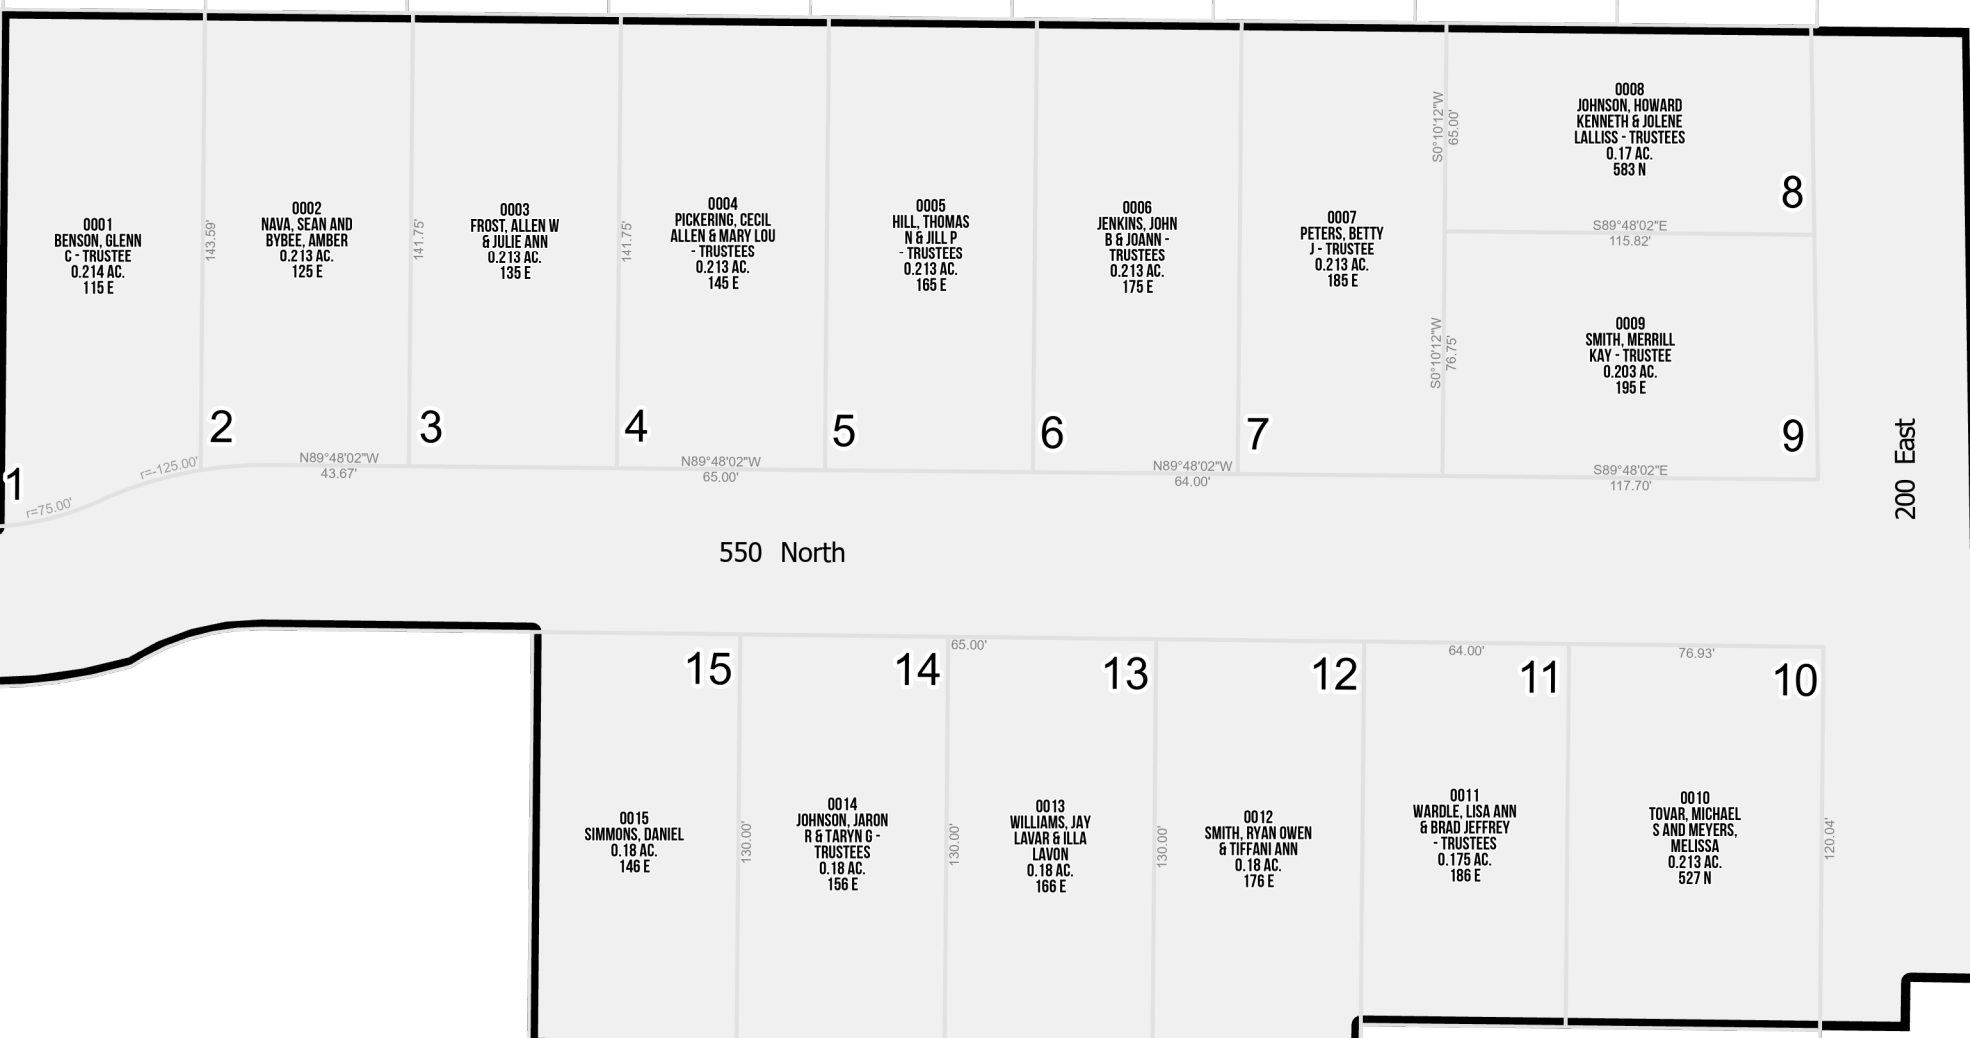 0001
BENSON, GLENN
C - TRUSTEE
0.214 AC.
115 E
1
r=75.00'
r=-125.00'
143.59'
0002
NAVA, SEAN AND
BYBEE, AMBER
0.213 AC.
125 E
2
N89°48'02"W
43.67'
141.75'
0003
FROST, ALLEN W
& JULIE ANN
0.213 AC.
135 E
3
141.75'
0004
PICKERING, CECIL
ALLEN & MARY LOU
- TRUSTEES
0.213 AC.
145 E
4
N89°48'02"W
65.00'
0005
HILL, THOMAS
N & JILL P
- TRUSTEES
0.213 AC.
165 E
5
0006
JENKINS, JOHN
B & JOANN -
TRUSTEES
0.213 AC.
175 E
6
N89°48'02"W
64.00'
0007
PETERS, BETTY
J - TRUSTEE
0.213 AC.
185 E
7
S0°10'12"W
65.00'
0008
JOHNSON, HOWARD
KENNETH & JOLENE
LALLISS - TRUSTEES
0.17 AC.
583 N
8
S89°48'02"E
115.82'
S0°10'12"W
76.75'
0009
SMITH, MERRILL
KAY - TRUSTEE
0.203 AC.
195 E
9
S89°48'02"E
117.70'
200 East
550 North
15
0015
SIMMONS, DANIEL
0.18 AC.
146 E
130.00'
14
65.00'
0014
JOHNSON, JARON
R & TARYN G -
TRUSTEES
0.18 AC.
156 E
130.00'
13
0013
WILLIAMS, JAY
LAVAR & ILLA
LAVON
0.18 AC.
166 E
130.00'
12
0012
SMITH, RYAN OWEN
& TIFFANI ANN
0.18 AC.
176 E
64.00'
11
0011
WARDLE, LISA ANN
& BRAD JEFFREY
- TRUSTEES
0.175 AC.
186 E
76.93'
10
0010
TOVAR, MICHAEL
S AND MEYERS,
MELISSA
0.213 AC.
527 N
120.04'